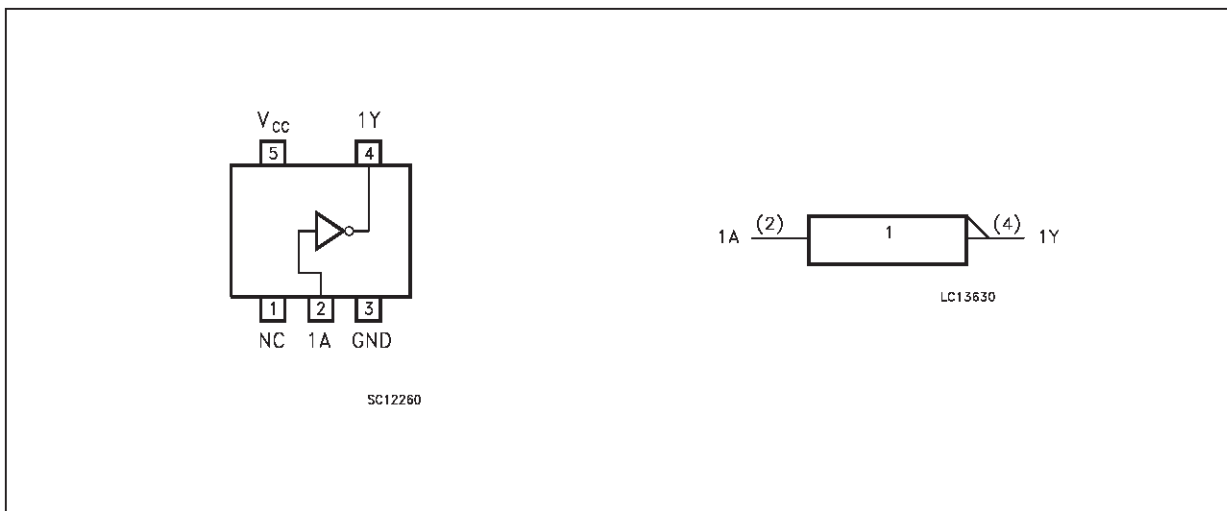 VCC 1Y
5 4
1 2 3
NC 1A GND
SC12260
1A (2) 1 (4) 1Y
LC13630